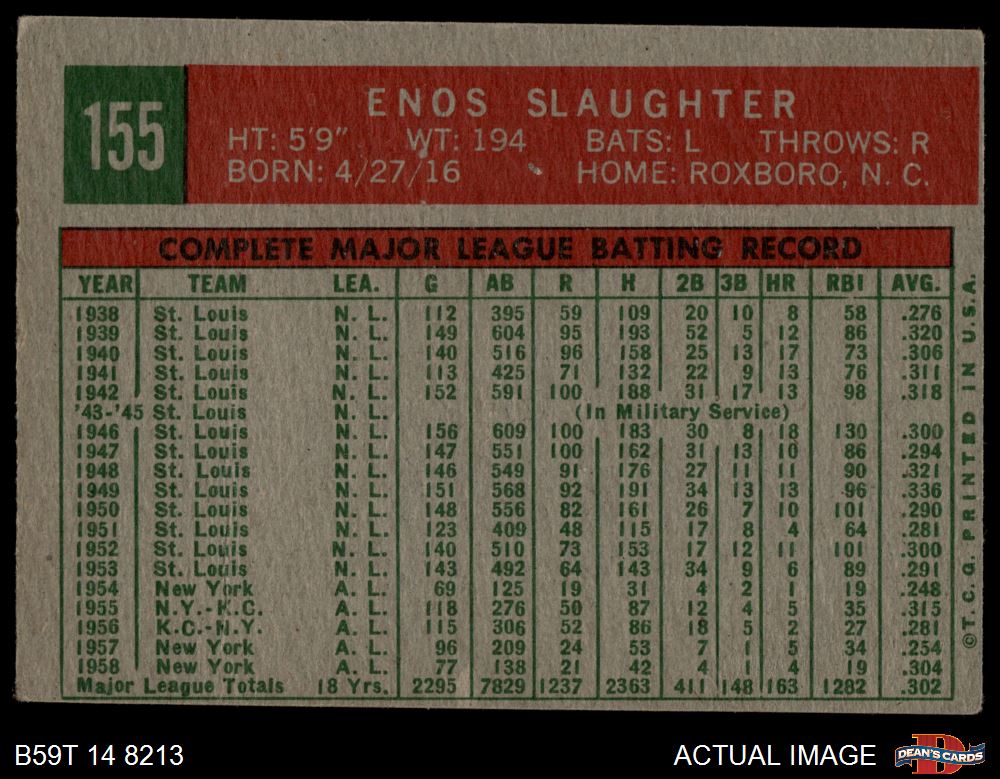 155
ENOS SLAUGHTER
HT: 5'9" WT: 194 BATS: L THROWS: R
BORN: 4/27/16 HOME: ROXBORO, N. C.
COMPLETE MAJOR LEAGUE BATTING RECORD
YEAR TEAM LEA. G AB R H 2B 3B HR RBI AVG.
1938 St. Louis N. L. 112 395 59 109 20 10 8 58 .276
1939 St. Louis N. L. 149 604 95 193 52 5 12 86 .320
1940 St. Louis N. L. 140 516 96 158 25 13 17 73 .306
1941 St. Louis N. L. 113 425 71 132 22 9 13 76 .311
1942 St. Louis N. L. 152 591 100 188 31 17 13 98 .318
'43-'45 St. Louis N. L. (In Military Service)
1946 St. Louis N. L. 156 609 100 183 30 8 18 130 .300
1947 St. Louis N. L. 147 551 100 162 31 13 10 86 .294
1948 St. Louis N. L. 146 549 91 176 27 11 11 90 .321
1949 St. Louis N. L. 151 568 92 191 34 13 13 96 .336
1950 St. Louis N. L. 148 556 82 161 26 7 10 101 .290
1951 St. Louis N. L. 123 409 48 115 17 8 4 64 .281
1952 St. Louis N. L. 140 510 73 153 17 12 11 101 .300
1953 St. Louis N. L. 143 492 64 143 34 9 6 89 .291
1954 New York A. L. 69 125 19 31 4 2 1 19 .248
1955 N.Y.-K.C. A. L. 118 276 50 87 12 4 5 35 .315
1956 K.C.-N.Y. A. L. 115 306 52 86 18 5 2 27 .281
1957 New York A. L. 96 209 24 53 7 1 5 34 .254
1958 New York A. L. 77 138 21 42 4 1 4 19 .304
Major League Totals 18 Yrs. 2295 7829 1237 2363 411 148 163 1282 .302
©T. C. G. PRINTED IN U.S.A.
B59T 14 8213 ACTUAL IMAGE
DEAN'S CARDS